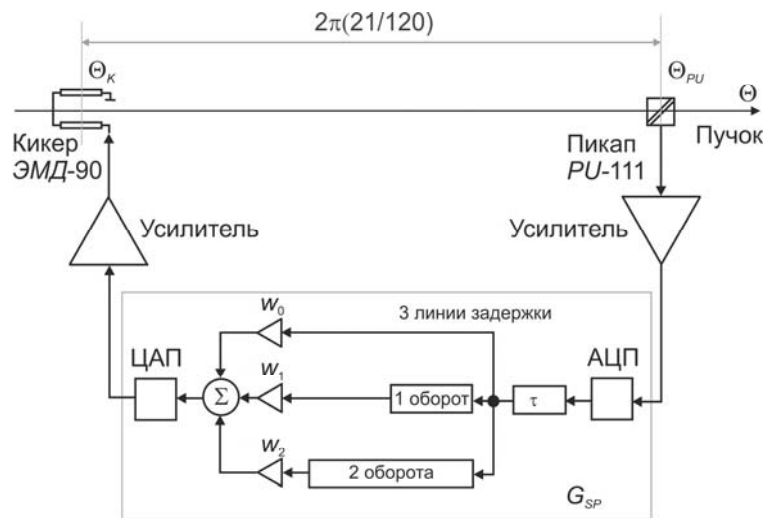 2π(21/120)
Θ_K
Θ_PU
Θ
Кикер
ЭМД-90
Пикап
PU-111
Пучок
Усилитель
Усилитель
w_0
3 линии задержки
ЦАП
АЦП
w_1
Σ
1 оборот
τ
w_2
2 оборота
G_SP